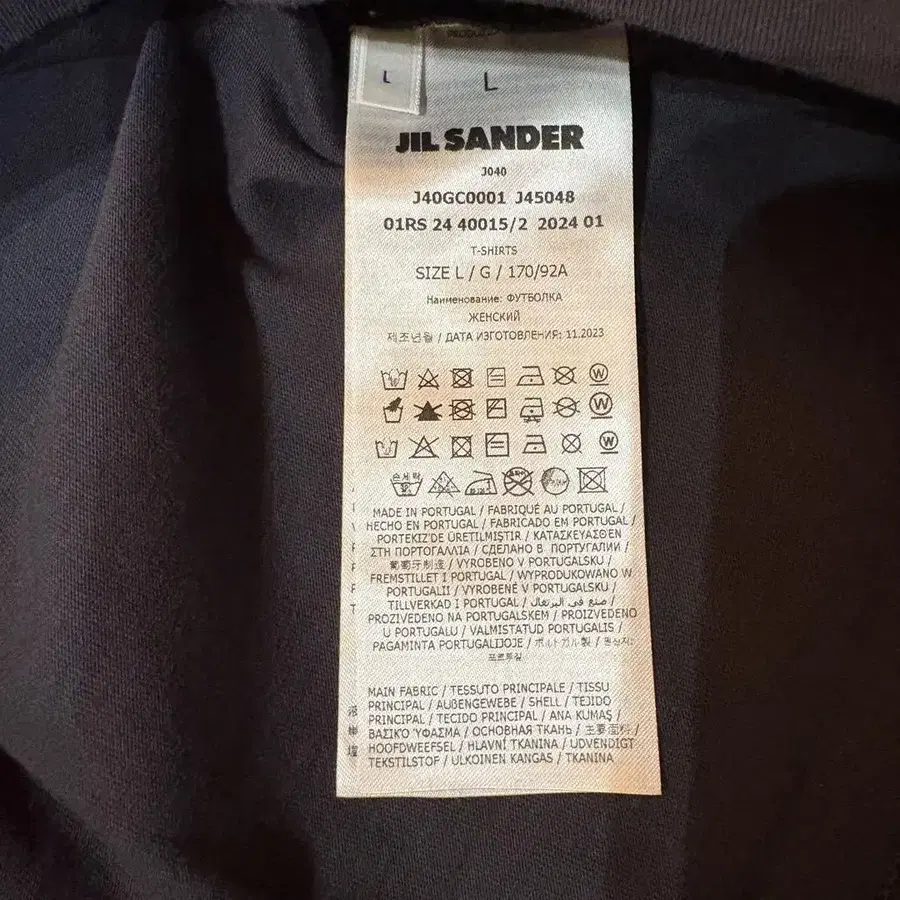 L
L
JIL SANDER
J040
J40GC0001 J45048
01RS 24 40015/2 2024 01
T-SHIRTS
SIZE L / G / 170/92A
Наименование: ФУТБОЛКА
ЖЕНСКИЙ
제조년월 / ДАТА ИЗГОТОВЛЕНИЯ: 11.2023
W
W
W
손세탁
MADE IN PORTUGAL / FABRIQUÉ AU PORTUGAL /
HECHO EN PORTUGAL / FABRICADO EM PORTUGAL /
PORTEKIZ'DE ÜRETILMIŞTIR / ΚΑΤΑΣΚΕΥΑΣΘΕΝ
ΣΤΗ ΠΟΡΤΟΓΑΛΛΙΑ / СДЕЛАНО В ПОРТУГАЛИИ /
葡萄牙制造 / VYROBENO V PORTUGALSKU /
FREMSTILLET I PORTUGAL / WYPRODUKOWANO W
PORTUGALII / VYROBENÉ V PORTUGALSKU /
TILLVERKAD I PORTUGAL / صنع في البرتغال /
PROIZVEDENO NA PORTUGALSKEM / PROIZVEDENO
U PORTUGALU / VALMISTATUD PORTUGALIS /
PAGAMINTA PORTUGALIJOJE / ポルトガル製 / 원산지:
포르투갈
MAIN FABRIC / TESSUTO PRINCIPALE / TISSU
PRINCIPAL / AUßENGEWEBE / SHELL / TEJIDO
PRINCIPAL / TECIDO PRINCIPAL / ANA KUMAŞ /
ΒΑΣΙΚΟ ΎΦΑΣΜΑ / ОСНОВНАЯ ТКАНЬ / 主要面料 /
HOOFDWEEFSEL / HLAVNÍ TKANINA / UDVENDIGT
TEKSTILSTOF / ULKOINEN KANGAS / TKANINA